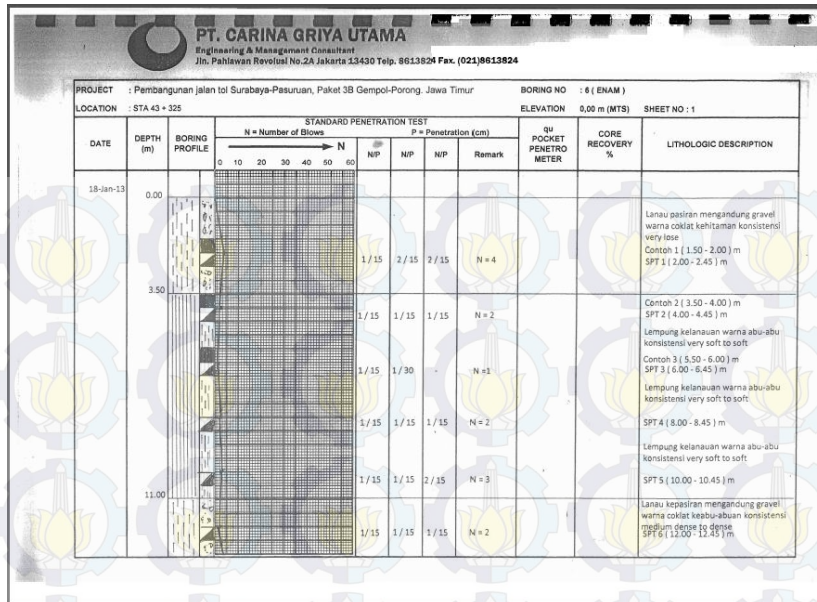 PT. CARINA GRIYA UTAMA
Engineering & Management Consultant
Jln. Pahlawan Revolusi No.2A Jakarta 13430 Telp. 8613824 Fax. (021)8613824
PROJECT : Pembangunan jalan tol Surabaya-Pasuruan, Paket 3B Gempol-Porong. Jawa Timur BORING NO : 6 ( ENAM )
LOCATION : STA 43 + 325 ELEVATION 0,00 m (MTS) SHEET NO : 1
DATE DEPTH (m) BORING PROFILE STANDARD PENETRATION TEST qu POCKET PENETRO METER CORE RECOVERY % LITHOLOGIC DESCRIPTION
N = Number of Blows P = Penetration (cm)
N N/P N/P N/P Remark
0 10 20 30 40 50 60
18-Jan-13
0.00
Lanau pasiran mengandung gravel
warna coklat kehitaman konsistensi
very lose
Contoh 1 ( 1.50 - 2.00 ) m
1 / 15 2 / 15 2 / 15 N = 4 SPT 1 ( 2.00 - 2.45 ) m
3.50
Contoh 2 ( 3.50 - 4.00 ) m
1 / 15 1 / 15 1 / 15 N = 2 SPT 2 ( 4.00 - 4.45 ) m
Lempung kelanauan warna abu-abu
konsistensi very soft to soft
Contoh 3 ( 5.50 - 6.00 ) m
1 / 15 1 / 30 - N =1 SPT 3 ( 6.00 - 6.45 ) m
Lempung kelanauan warna abu-abu
konsistensi very soft to soft
1 / 15 1 / 15 1 / 15 N = 2 SPT 4 ( 8.00 - 8.45 ) m
Lempung kelanauan warna abu-abu
konsistensi very soft to soft
1 / 15 1 / 15 2 / 15 N = 3 SPT 5 ( 10.00 - 10.45 ) m
11.00
Lanau kepasiran mengandung gravel
warna coklat keabu-abuan konsistensi
medium dense to dense
1 / 15 1 / 15 1 / 15 N = 2 SPT 6 ( 12.00 - 12.45 ) m